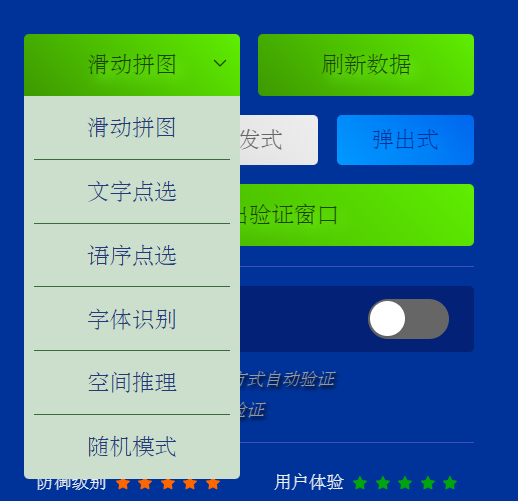 滑动拼图
刷新数据
滑动拼图
发式
弹出式
文字点选
出验证窗口
语序点选
字体识别
方式自动验证
空间推理
验证
随机模式
防御级别
用户体验